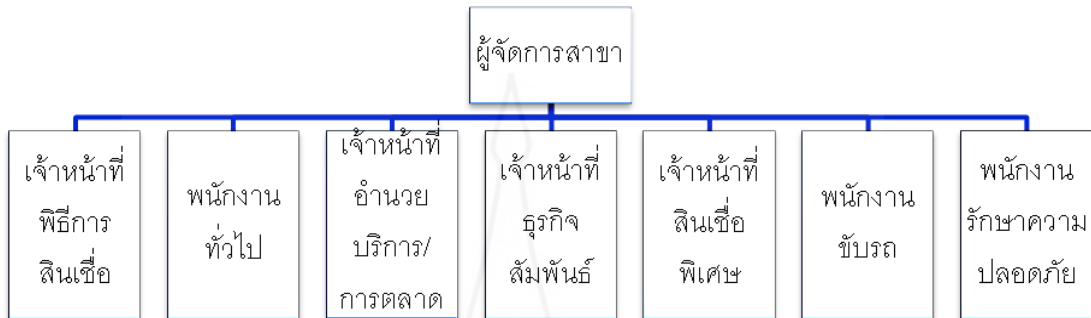 ผู้จัดการสาขา
เจ้าหน้าที่
พิธีการ
สินเชื่อ
พนักงาน
ทั่วไป
เจ้าหน้าที่
อำนวย
บริการ/
การตลาด
เจ้าหน้าที่
ธุรกิจ
สัมพันธ์
เจ้าหน้าที่
สินเชื่อ
พิเศษ
พนักงาน
ขับรถ
พนักงาน
รักษาความ
ปลอดภัย